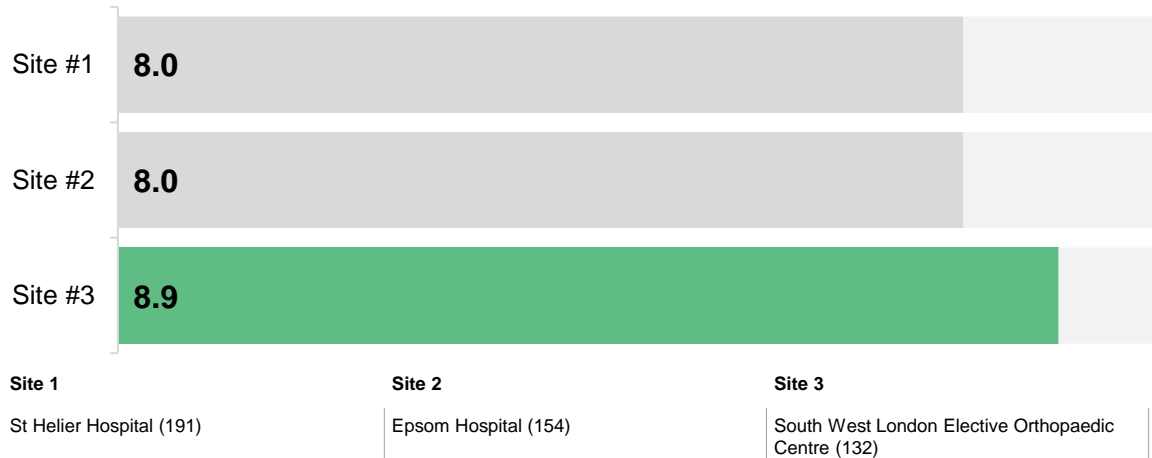 Site #1 8.0
Site #2 8.0
Site #3 8.9
Site 1 Site 2 Site 3
St Helier Hospital (191) Epsom Hospital (154) South West London Elective Orthopaedic
Centre (132)